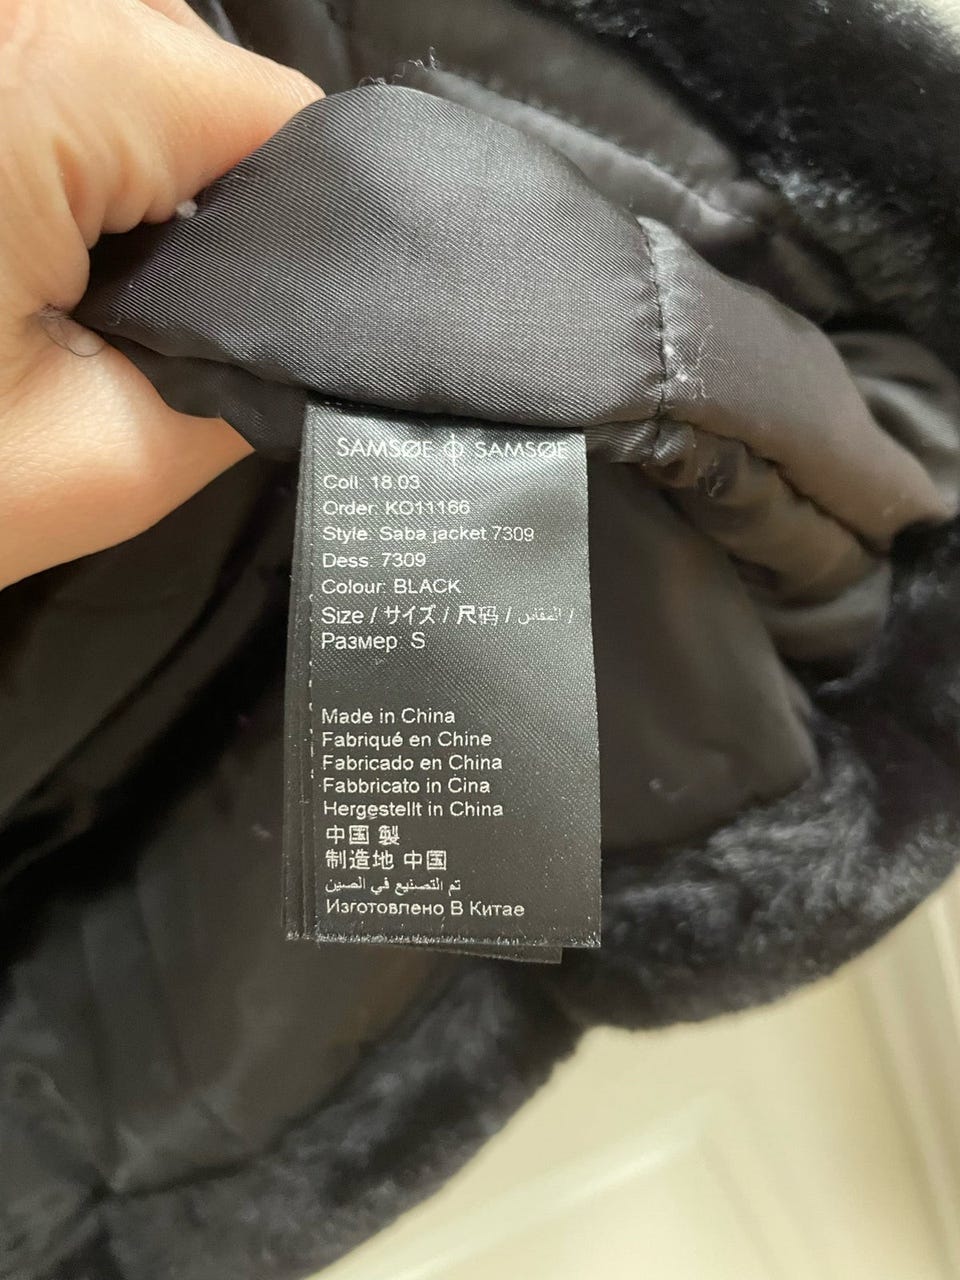 SAMSØE φ SAMSØE
Coll. 18.03
Order: KO11166
Style: Saba jacket 7309
Dess: 7309
Colour: BLACK
Size / サイズ / 尺码 / المقاس /
Размер: S
Made in China
Fabriqué en Chine
Fabricado en China
Fabbricato in Cina
Hergestellt in China
中国 製
制造地 中国
تم التصنيع في الصين
Изготовлено В Китае